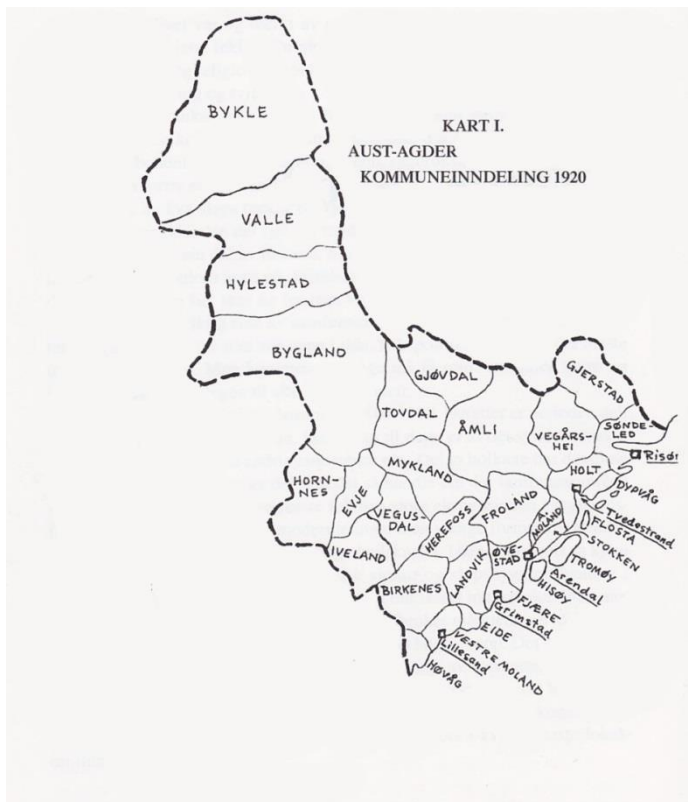 KART I.
AUST-AGDER
KOMMUNEINNDELING 1920
BYKLE
VALLE
HYLESTAD
BYGLAND
GJØVDAL
GJERSTAD
TOVDAL
ÅMLI
VEGÅRS-
HEI
SØNDE-
LED
Risør
MYKLAND
HOLT
DYPVÅG
HORN-
NES
EVJE
VEGUS-
DAL
HEREFOSS
FROLAND
A.
MOLAND
Tvedestrand
FLOSTA
STOKKEN
TROMØY
IVELAND
ØYE-
STAD
Arendal
HISØY
BIRKENES
LANDVIK
FJÆRE
Grimstad
EIDE
VESTRE MOLAND
Lillesand
HØVÅG